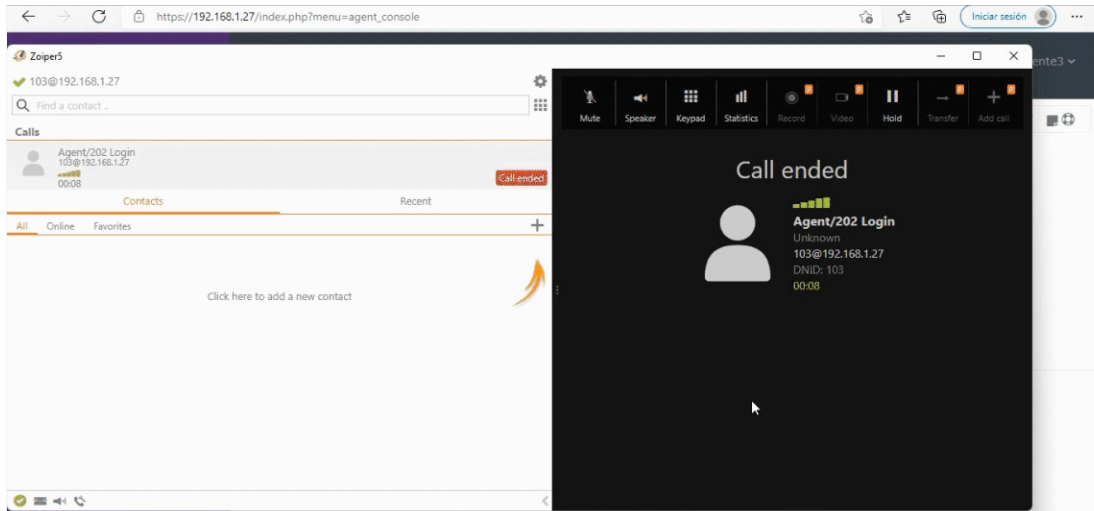 https://192.168.1.27/index.php?menu=agent_console
Iniciar sesión
Zoiper5
ente3
103@192.168.1.27
Find a contact ..
Calls
Agent/202 Login
103@192.168.1.27
00:08
Call ended
Contacts
Recent
All
Online
Favorites
Click here to add a new contact
Mute
Speaker
Keypad
Statistics
Record
Video
Hold
Transfer
Add call
Call ended
Agent/202 Login
Unknown
103@192.168.1.27
DNID: 103
00:08